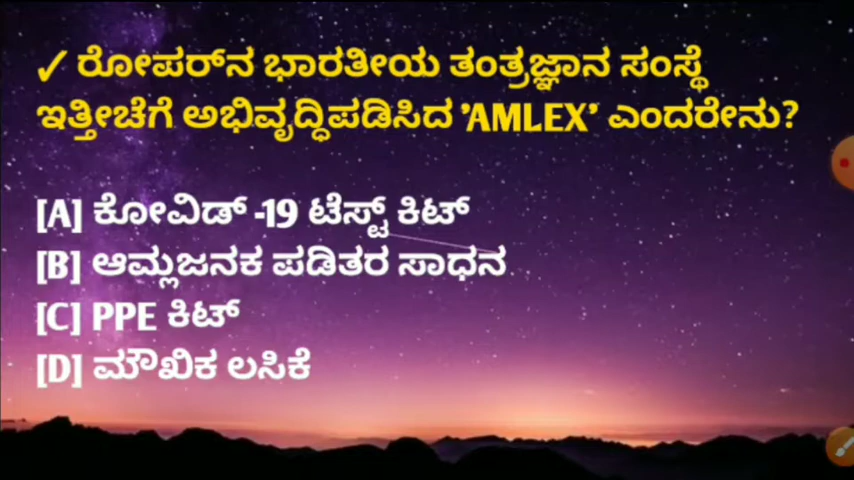 ✓ ರೋಪರ್‌ನ ಭಾರತೀಯ ತಂತ್ರಜ್ಞಾನ ಸಂಸ್ಥೆ
ಇತ್ತೀಚೆಗೆ ಅಭಿವೃದ್ಧಿಪಡಿಸಿದ 'AMLEX' ಎಂದರೇನು?
[A] ಕೋವಿಡ್ -19 ಟೆಸ್ಟ್ ಕಿಟ್
[B] ಆಮ್ಲಜನಕ ಪಡಿತರ ಸಾಧನ
[C] PPE ಕಿಟ್
[D] ಮೌಖಿಕ ಲಸಿಕೆ